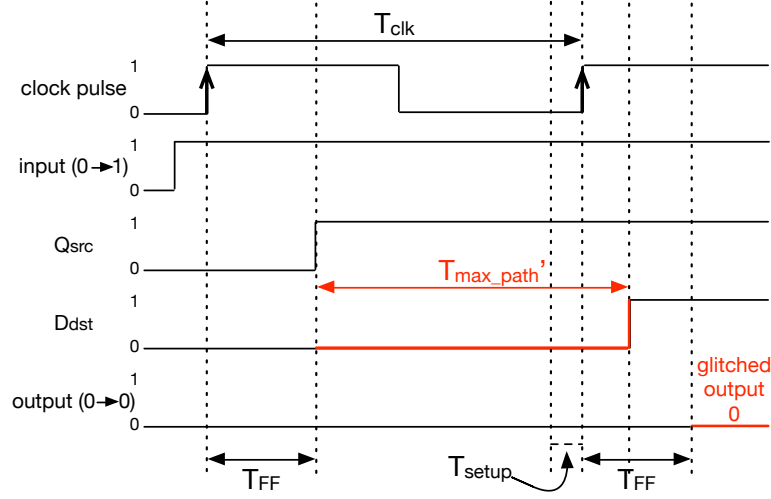 Tclk
1
clock pulse
0
1
input (0→1)
0
1
Qsrc
0
Tmax_path’
1
Ddst
0
1
glitched
output
0
output (0→0)
0
TFF
Tsetup
TFF